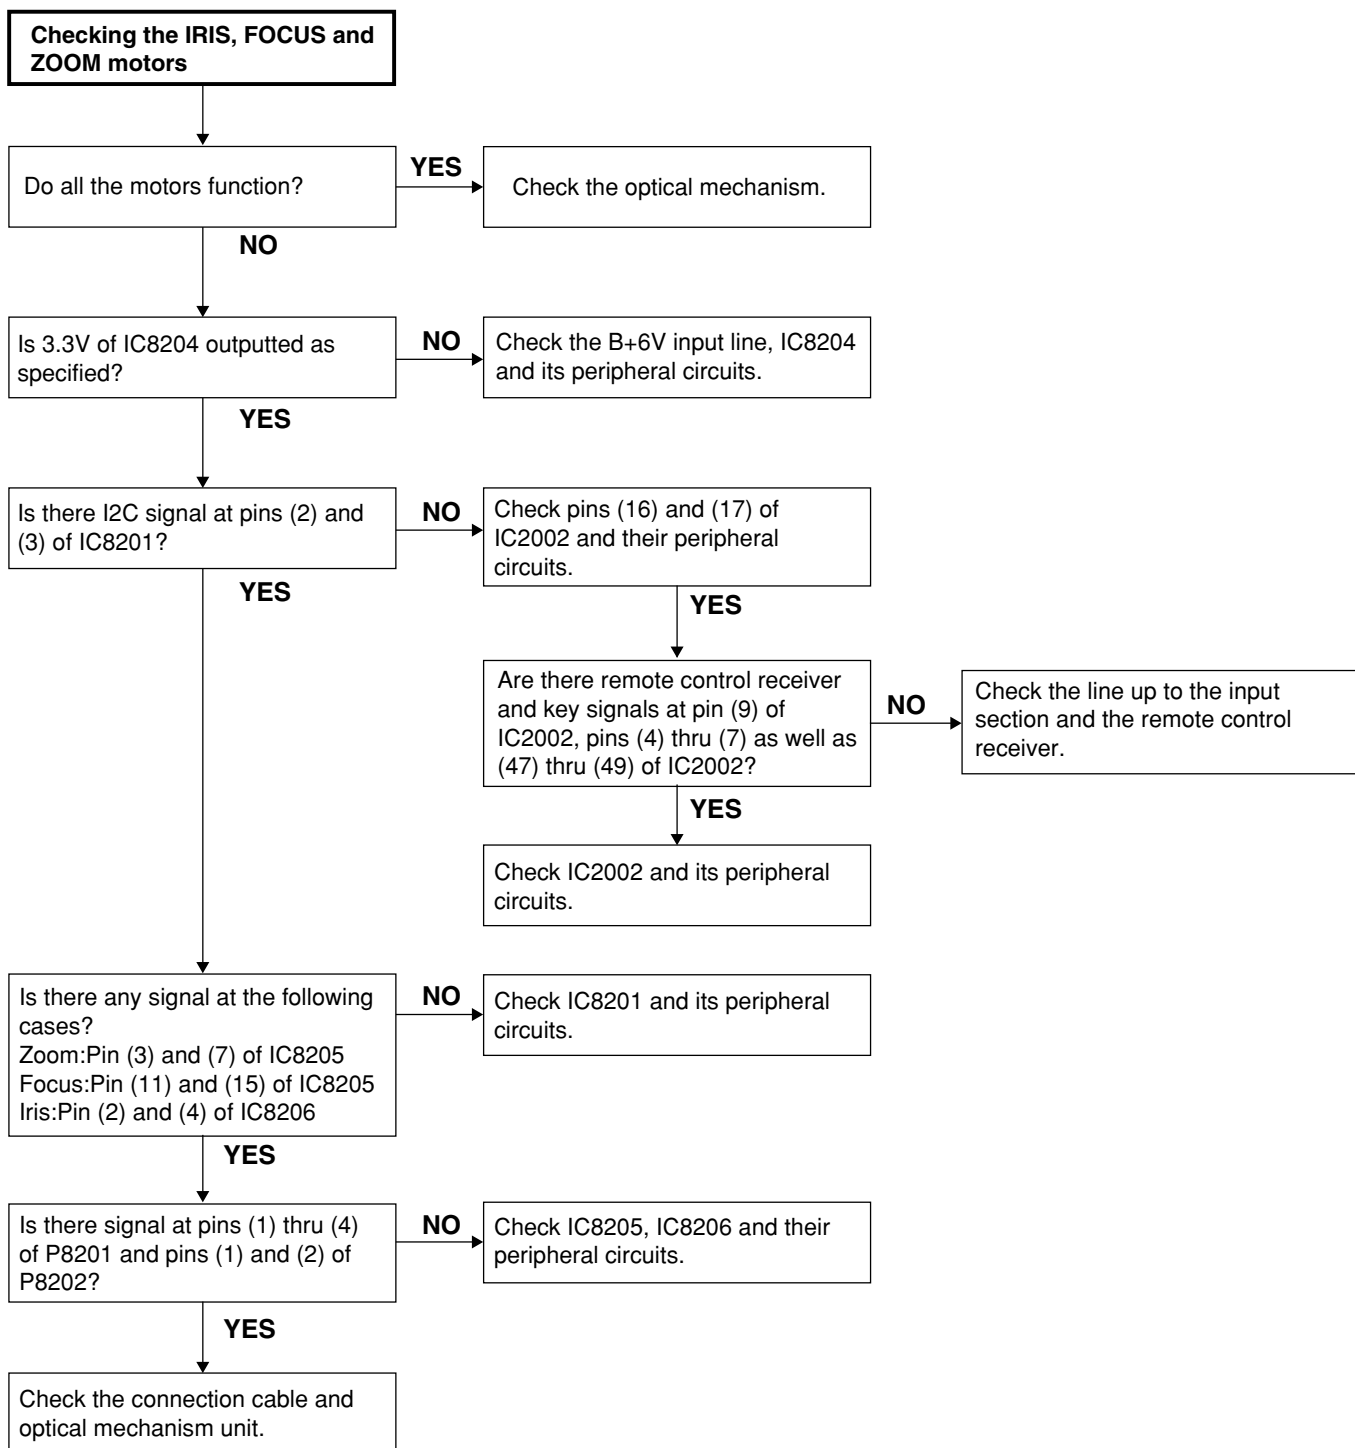 Checking the IRIS, FOCUS and
ZOOM motors
Do all the motors function?
YES
Check the optical mechanism.
NO
Is 3.3V of IC8204 outputted as
specified?
NO
Check the B+6V input line, IC8204
and its peripheral circuits.
YES
Is there I2C signal at pins (2) and
(3) of IC8201?
NO
Check pins (16) and (17) of
IC2002 and their peripheral
circuits.
YES
YES
Are there remote control receiver
and key signals at pin (9) of
IC2002, pins (4) thru (7) as well as
(47) thru (49) of IC2002?
NO
Check the line up to the input
section and the remote control
receiver.
YES
Check IC2002 and its peripheral
circuits.
Is there any signal at the following
cases?
Zoom:Pin (3) and (7) of IC8205
Focus:Pin (11) and (15) of IC8205
Iris:Pin (2) and (4) of IC8206
NO
Check IC8201 and its peripheral
circuits.
YES
Is there signal at pins (1) thru (4)
of P8201 and pins (1) and (2) of
P8202?
NO
Check IC8205, IC8206 and their
peripheral circuits.
YES
Check the connection cable and
optical mechanism unit.